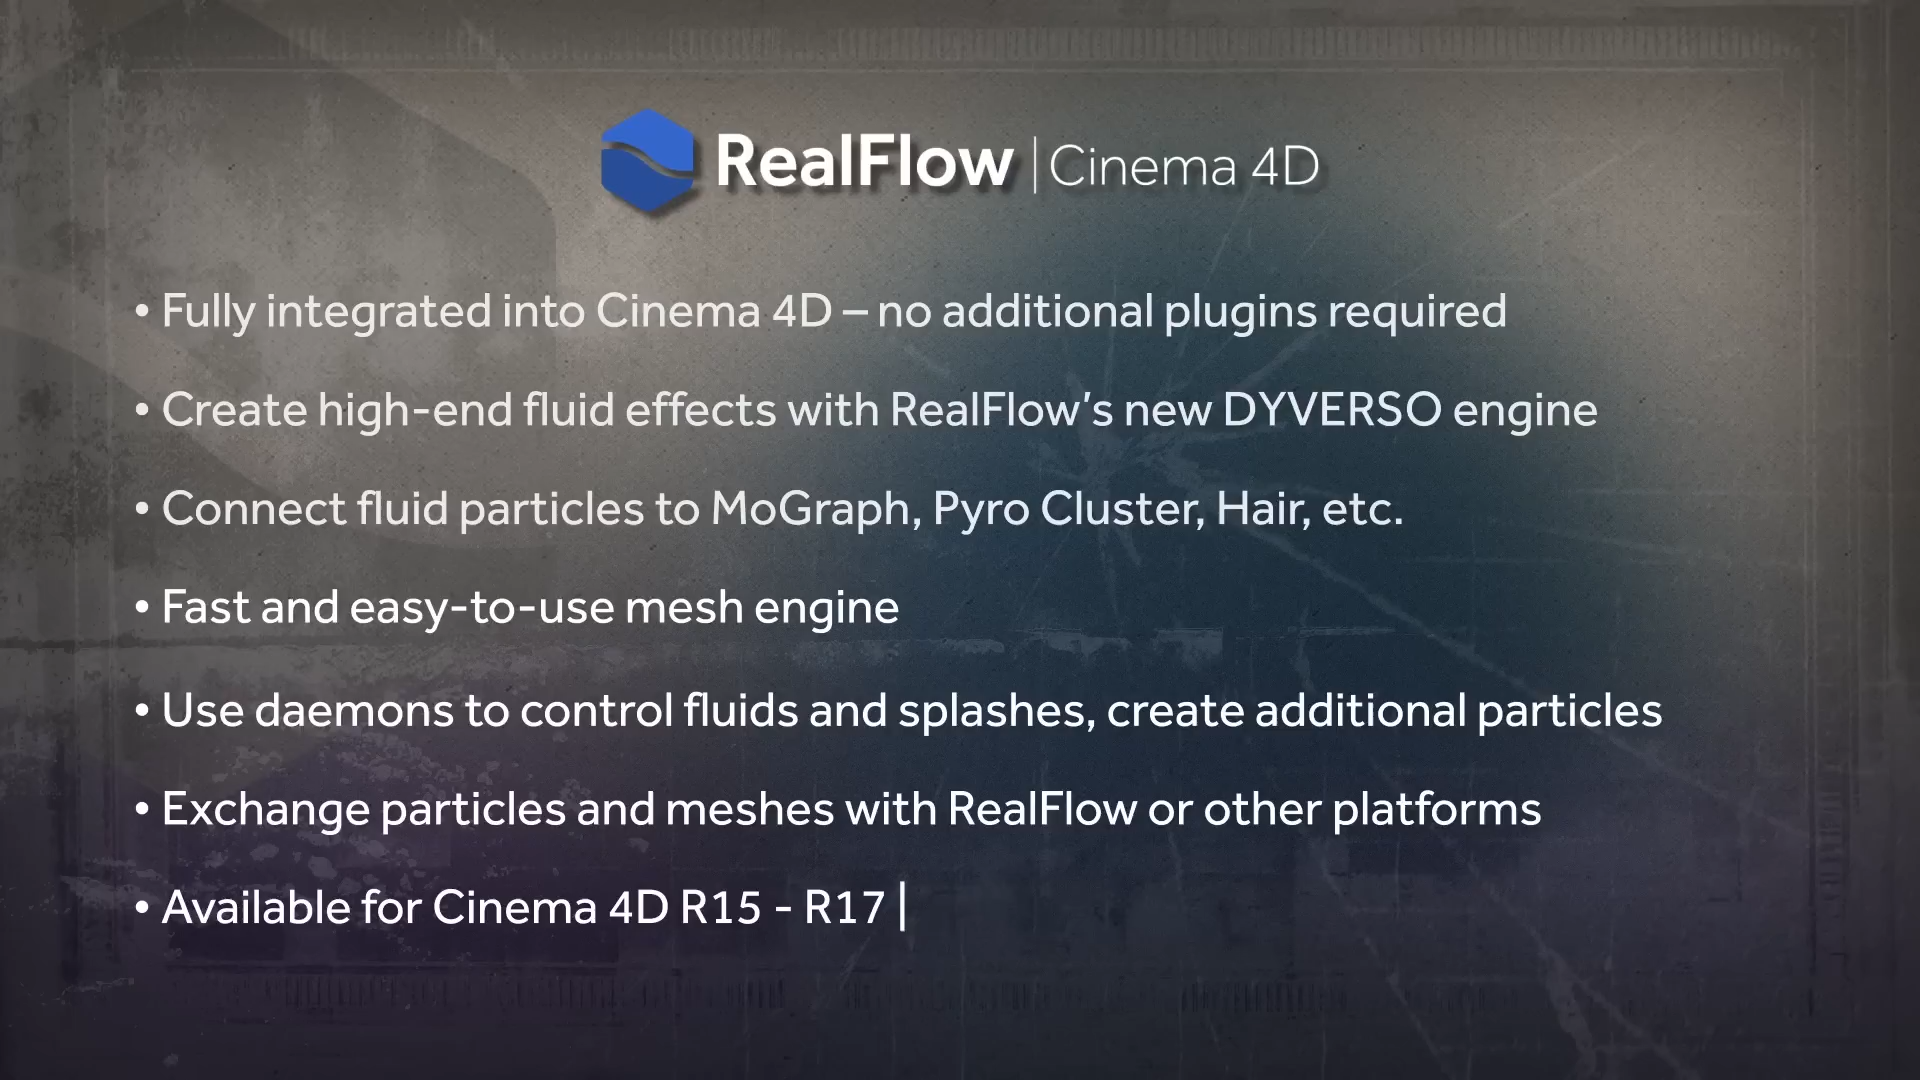 RealFlow | Cinema 4D
• Fully integrated into Cinema 4D – no additional plugins required
• Create high-end fluid effects with RealFlow’s new DYVERSO engine
• Connect fluid particles to MoGraph, Pyro Cluster, Hair, etc.
• Fast and easy-to-use mesh engine
• Use daemons to control fluids and splashes, create additional particles
• Exchange particles and meshes with RealFlow or other platforms
• Available for Cinema 4D R15 - R17 |